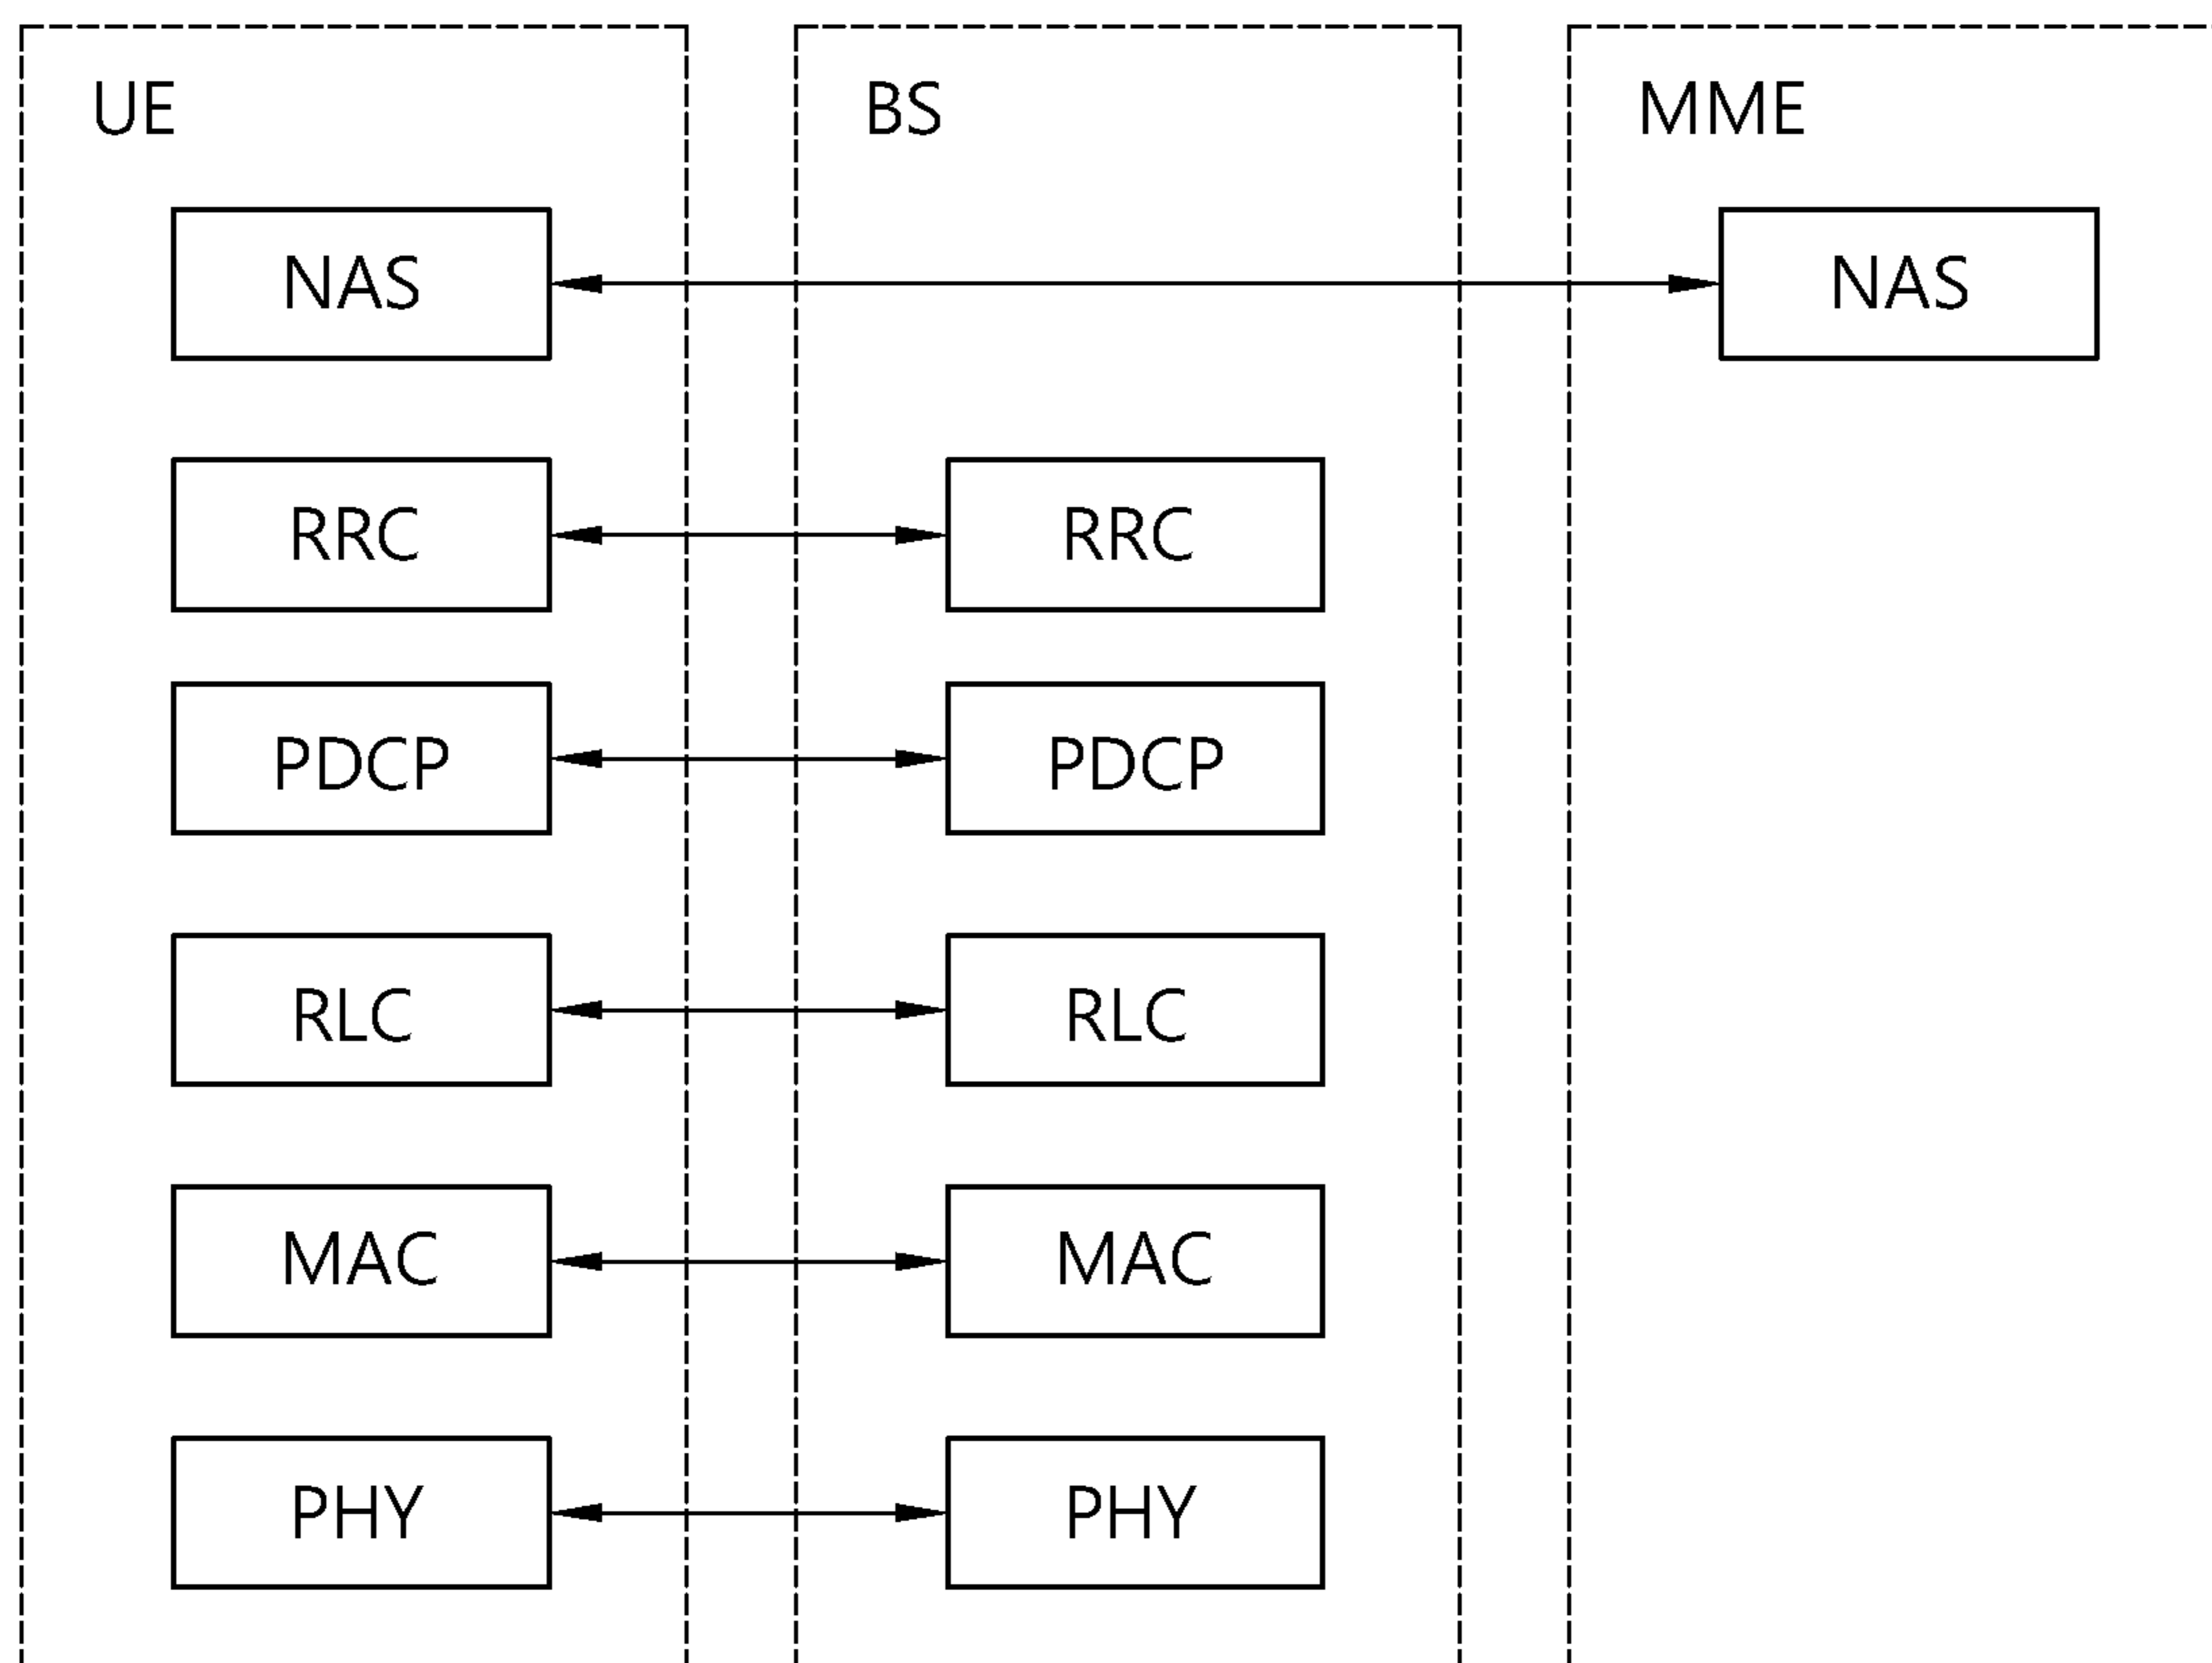 UE BS MME
NAS NAS
RRC RRC
PDCP PDCP
RLC RLC
MAC MAC
PHY PHY